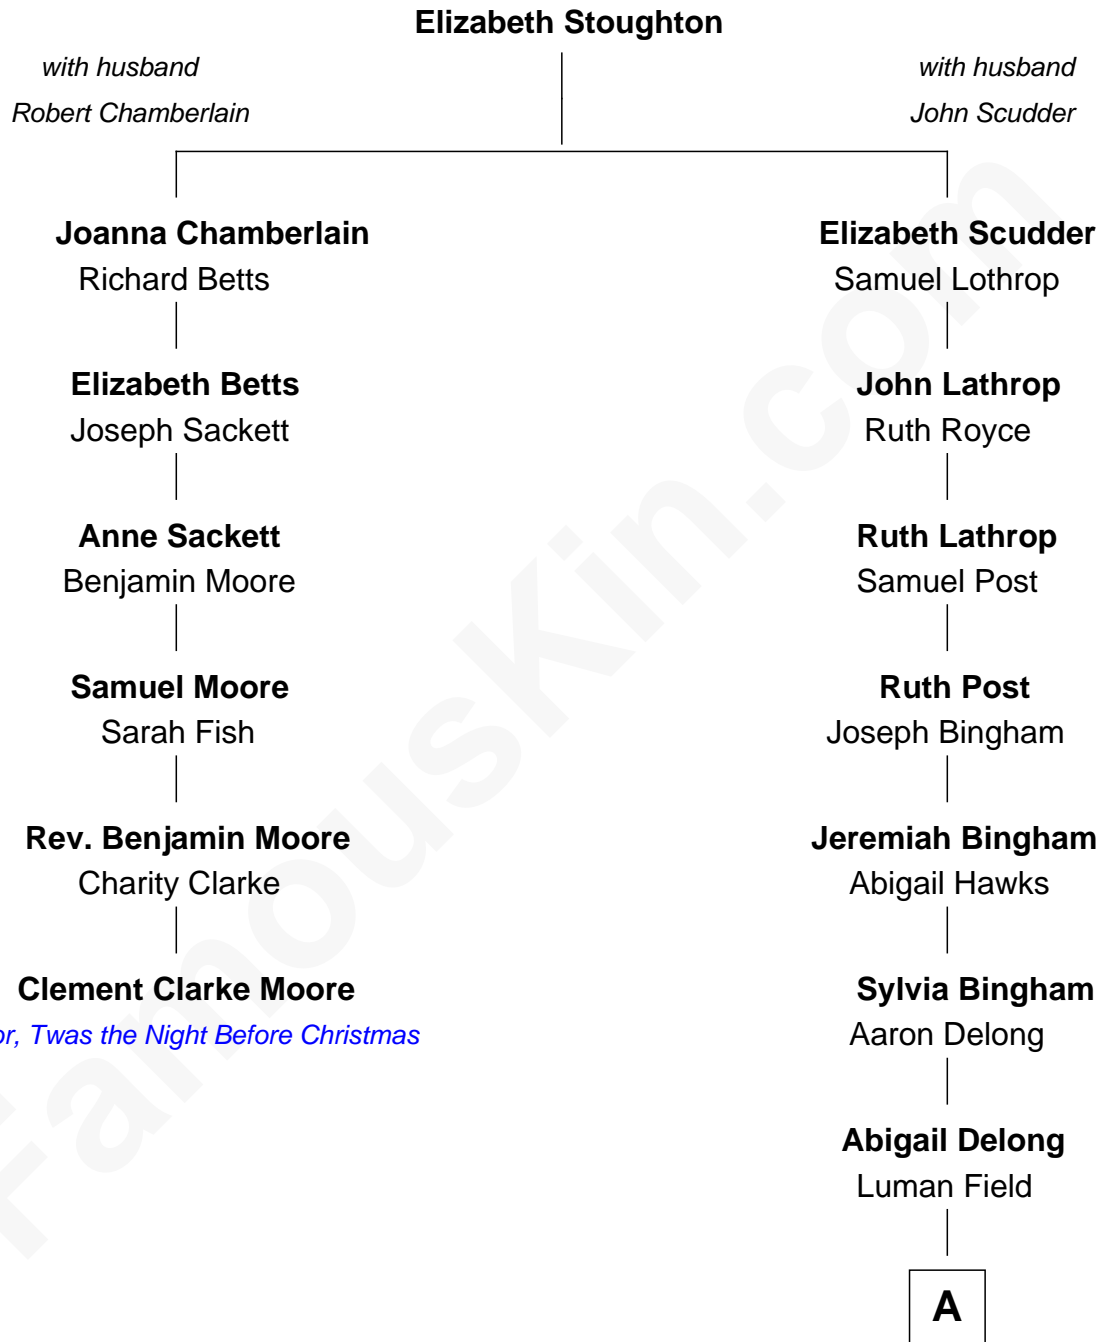 Elizabeth Stoughton
with husband
Robert Chamberlain
with husband
John Scudder
Joanna Chamberlain
Richard Betts
Elizabeth Betts
Joseph Sackett
Anne Sackett
Benjamin Moore
Samuel Moore
Sarah Fish
Rev. Benjamin Moore
Charity Clarke
Clement Clarke Moore
or, Twas the Night Before Christmas
Elizabeth Scudder
Samuel Lothrop
John Lathrop
Ruth Royce
Ruth Lathrop
Samuel Post
Ruth Post
Joseph Bingham
Jeremiah Bingham
Abigail Hawks
Sylvia Bingham
Aaron Delong
Abigail Delong
Luman Field
A
FamousKin.com